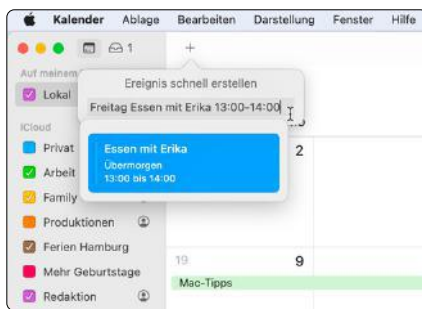 Kalender Ablage Bearbeiten Darstellung Fenster Hilfe
1 +
Auf meinem
Lokal
Ereignis schnell erstellen
Freitag Essen mit Erika 13:00–14:00
iCloud
Privat
Essen mit Erika
Übermorgen
13:00 bis 14:00
2
Arbeit
Family
Produktionen
Ferien Hamburg
19 9
Mehr Geburtstage
Mac-Tipps
Redaktion